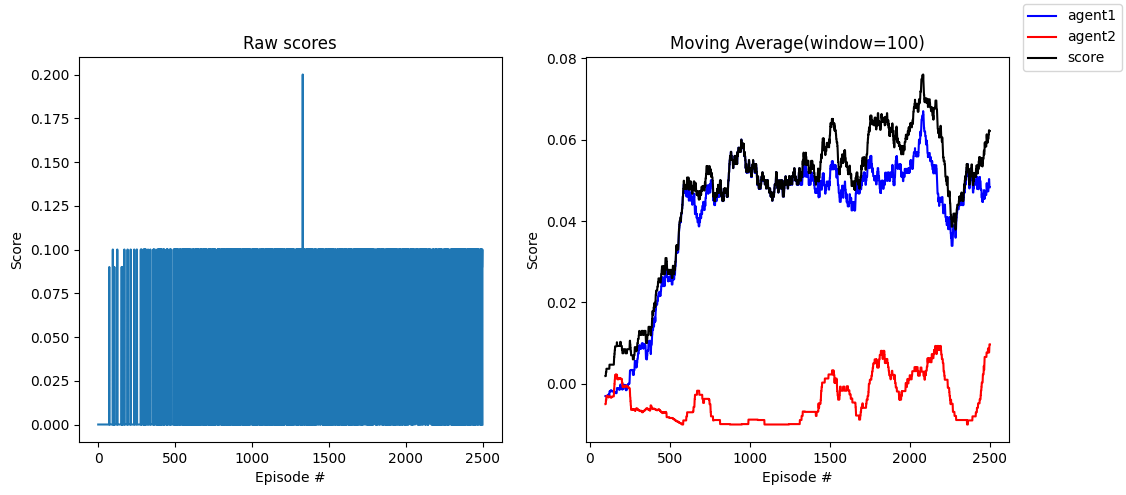 Raw scores
0.200
0.175
0.150
0.125
0.100
0.075
0.050
0.025
0.000
Score
0 500 1000 1500 2000 2500
Episode #
Moving Average(window=100)
0.08
0.06
0.04
0.02
0.00
Score
0 500 1000 1500 2000 2500
Episode #
agent1
agent2
score